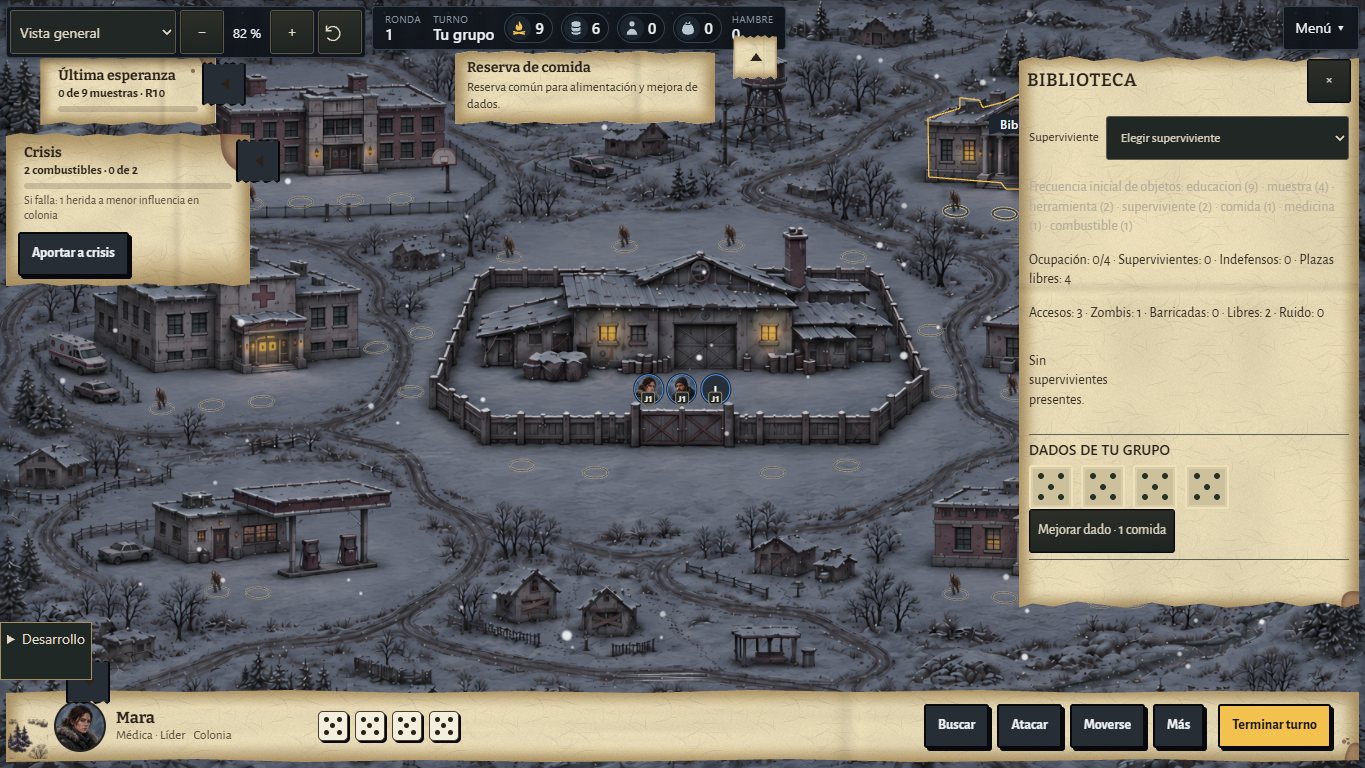 Vista general
−
82 %
+
RONDA
1
TURNO
Tu grupo
9
6
0
0
HAMBRE
0
Menú ▾
Última esperanza
0 de 9 muestras · R10
Crisis
2 combustibles · 0 de 2
Si falla: 1 herida a menor influencia en
colonia
Aportar a crisis
Reserva de comida
Reserva común para alimentación y mejora de
dados.
Bib
BIBLIOTECA
×
Superviviente
Elegir superviviente
Frecuencia inicial de objetos: educacion (9) · muestra (4) ·
herramienta (2) · superviviente (2) · comida (1) · medicina
(1) · combustible (1)
Ocupación: 0/4 · Supervivientes: 0 · Indefensos: 0 · Plazas
libres: 4
Accesos: 3 · Zombis: 1 · Barricadas: 0 · Libres: 2 · Ruido: 0
Sin
supervivientes
presentes.
DADOS DE TU GRUPO
Mejorar dado · 1 comida
J1
J1
J1
▶ Desarrollo
Mara
Médica · Líder Colonia
Buscar
Atacar
Moverse
Más
Terminar turno